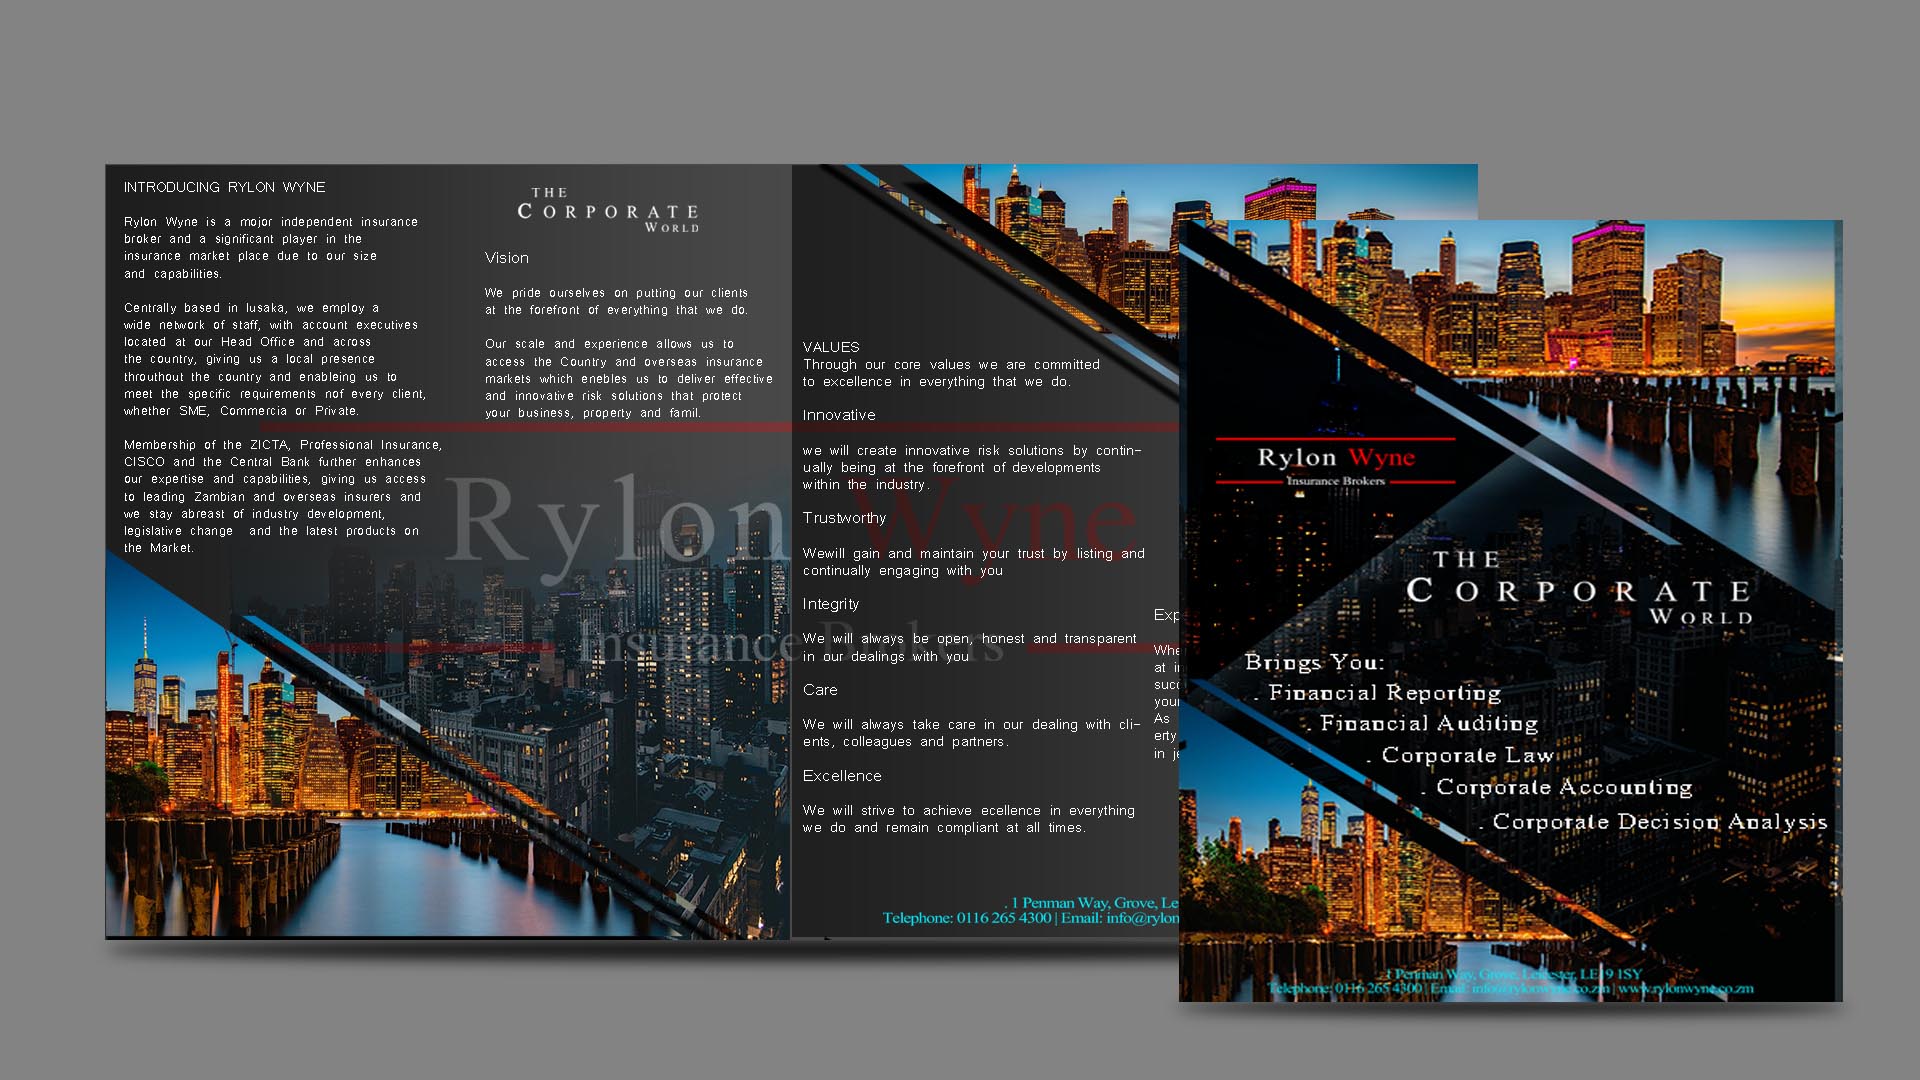 INTRODUCING RYLON WYNE
Rylon Wyne is a mojor independent insurance
broker and a significant player in the
insurance market place due to our size
and capabilities.
Centrally based in lusaka, we employ a
wide network of staff, with account executives
located at our Head Office and across
the country, giving us a local presence
throuthout the country and enableing us to
meet the specific requirements nof every client,
whether SME, Commercia or Private.
Membership of the ZICTA, Professional Insurance,
CISCO and the Central Bank further enhances
our expertise and capabilities, giving us access
to leading Zambian and overseas insurers and
we stay abreast of industry development,
legislative change and the latest products on
the Market.
THE
CORPORATE
WORLD
Vision
We pride ourselves on putting our clients
at the forefront of everything that we do.
Our scale and experience allows us to
access the Country and overseas insurance
markets which enebles us to deliver effective
and innovative risk solutions that protect
your business, property and famil.
Rylon Wyne
Insurance Brokers
VALUES
Through our core values we are committed
to excellence in everything that we do.
Innovative
we will create innovative risk solutions by contin-
ually being at the forefront of developments
within the industry.
Trustworthy
Wewill gain and maintain your trust by listing and
continually engaging with you
Integrity
We will always be open, honest and transparent
in our dealings with you
Care
We will always take care in our dealing with cli-
ents, colleagues and partners.
Excellence
We will strive to achieve ecellence in everything
we do and remain compliant at all times.
. 1 Penman Way, Grove, Le
Telephone: 0116 265 4300 | Email: info@rylon
Exp
Whe
at i
succ
your
As
erty
in je
Rylon Wyne
Insurance Brokers
THE
CORPORATE
WORLD
Brings You:
. Financial Reporting
. Financial Auditing
. Corporate Law
. Corporate Accounting
. Corporate Decision Analysis
. 1 Penman Way, Grove, Leicester, LE19 1SY
Telephone: 0116 265 4300 | Email: info@rylonwyne.co.zm | www.rylonwyne.co.zm